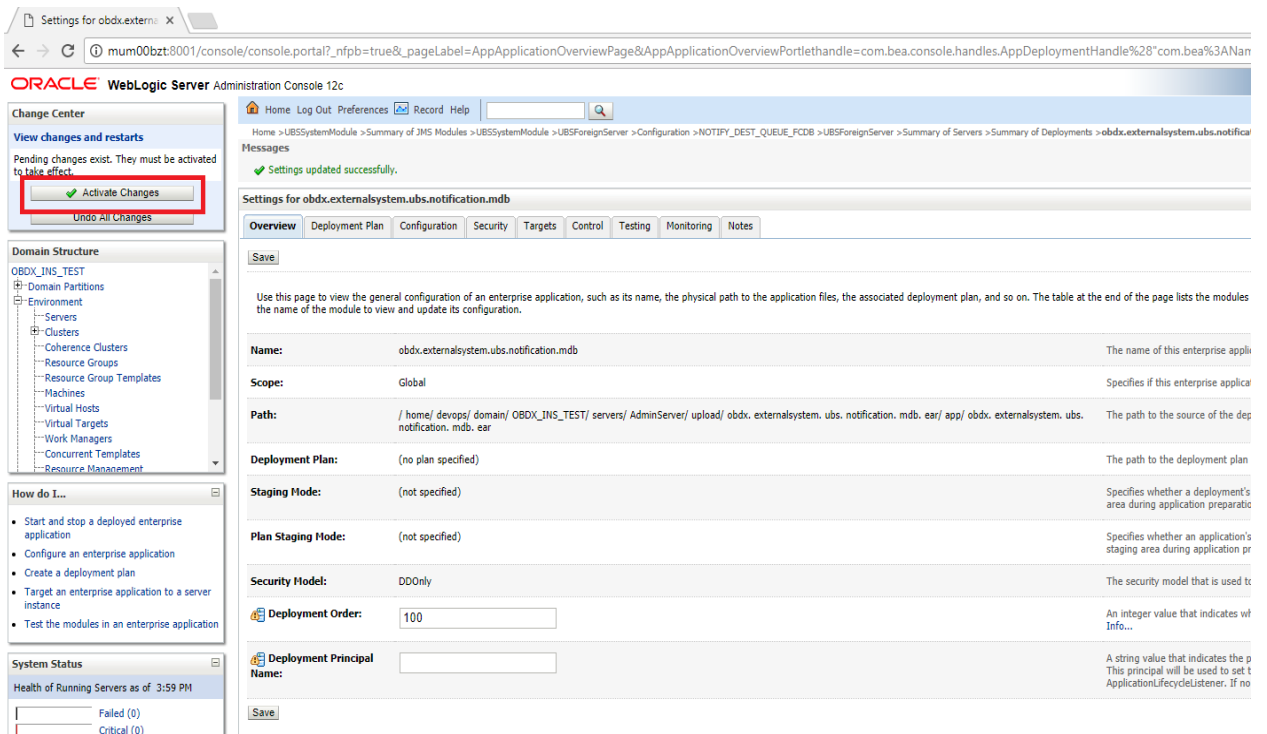 Settings for obdx.externa
mum00bzt:8001/console/console.portal?_nfpb=true&_pageLabel=AppApplicationOverviewPage&AppApplicationOverviewPortlethandle=com.bea.console.handles.AppDeploymentHandle%28"com.bea%3ANam
ORACLE WebLogic Server Administration Console 12c
Change Center
View changes and restarts
Pending changes exist. They must be activated
to take effect.
Activate Changes
Undo All Changes
Domain Structure
OBDX_INS_TEST
Domain Partitions
Environment
Servers
Clusters
Coherence Clusters
Resource Groups
Resource Group Templates
Machines
Virtual Hosts
Virtual Targets
Work Managers
Concurrent Templates
Resource Management
How do I...
Start and stop a deployed enterprise
application
Configure an enterprise application
Create a deployment plan
Target an enterprise application to a server
instance
Test the modules in an enterprise application
System Status
Health of Running Servers as of 3:59 PM
Failed (0)
Critical (0)
Home Log Out Preferences Record Help
Home >UBSSystemModule >Summary of JMS Modules >UBSSystemModule >UBSForeignServer >Configuration >NOTIFY_DEST_QUEUE_FCDB >UBSForeignServer >Summary of Servers >Summary of Deployments >obdx.externalsystem.ubs.notifica
Messages
Settings updated successfully.
Settings for obdx.externalsystem.ubs.notification.mdb
Overview Deployment Plan Configuration Security Targets Control Testing Monitoring Notes
Save
Use this page to view the general configuration of an enterprise application, such as its name, the physical path to the application files, the associated deployment plan, and so on. The table at the end of the page lists the modules
the name of the module to view and update its configuration.
Name: obdx.externalsystem.ubs.notification.mdb The name of this enterprise appli
Scope: Global Specifies if this enterprise applica
Path: / home/ devops/ domain/ OBDX_INS_TEST/ servers/ AdminServer/ upload/ obdx. externalsystem. ubs. notification. mdb. ear/ app/ obdx. externalsystem. ubs. The path to the source of the dep
notification. mdb. ear
Deployment Plan: (no plan specified) The path to the deployment plan
Staging Mode: (not specified) Specifies whether a deployment's
area during application preparatio
Plan Staging Mode: (not specified) Specifies whether an application's
staging area during application pr
Security Model: DDOnly The security model that is used to
Deployment Order: 100 An integer value that indicates wh
Info...
Deployment Principal A string value that indicates the p
Name: This principal will be used to set t
ApplicationLifecycleListener. If no
Save